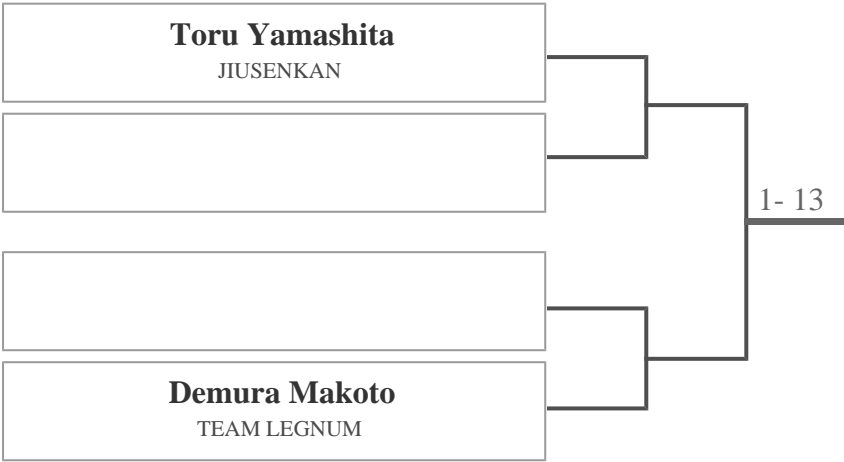 Toru Yamashita
JIUSENKAN
1- 13
Demura Makoto
TEAM LEGNUM